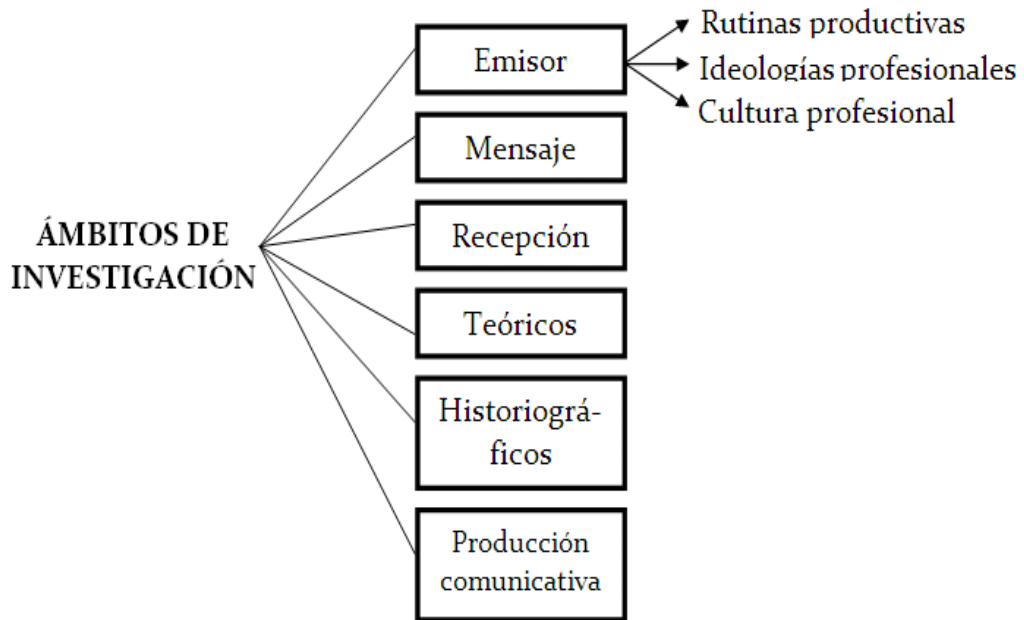 ÁMBITOS DE
INVESTIGACIÓN
Emisor
Rutinas productivas
Ideologías profesionales
Cultura profesional
Mensaje
Recepción
Teóricos
Historiográ-
ficos
Producción
comunicativa